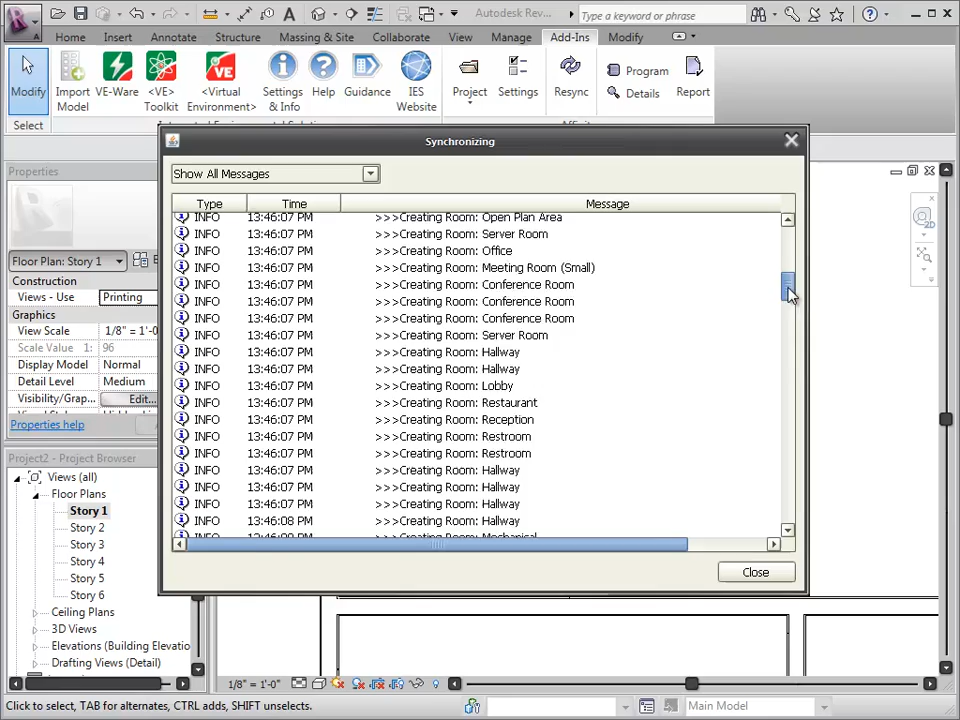 Autodesk Rev...
Type a keyword or phrase
Home Insert Annotate Structure Massing & Site Collaborate View Manage Add-Ins Modify
Modify
Import Model
VE-Ware
<VE> Toolkit
<Virtual Environment>
Settings & Info
Help
Guidance
IES Website
Project
Settings
Resync
Program
Details
Report
Select
Synchronizing
Show All Messages
Type Time Message
INFO 13:46:07 PM >>>Creating Room: Open Plan Area
INFO 13:46:07 PM >>>Creating Room: Server Room
INFO 13:46:07 PM >>>Creating Room: Office
INFO 13:46:07 PM >>>Creating Room: Meeting Room (Small)
INFO 13:46:07 PM >>>Creating Room: Conference Room
INFO 13:46:07 PM >>>Creating Room: Conference Room
INFO 13:46:07 PM >>>Creating Room: Conference Room
INFO 13:46:07 PM >>>Creating Room: Server Room
INFO 13:46:07 PM >>>Creating Room: Hallway
INFO 13:46:07 PM >>>Creating Room: Hallway
INFO 13:46:07 PM >>>Creating Room: Lobby
INFO 13:46:07 PM >>>Creating Room: Restaurant
INFO 13:46:07 PM >>>Creating Room: Reception
INFO 13:46:07 PM >>>Creating Room: Restroom
INFO 13:46:07 PM >>>Creating Room: Restroom
INFO 13:46:07 PM >>>Creating Room: Hallway
INFO 13:46:07 PM >>>Creating Room: Hallway
INFO 13:46:07 PM >>>Creating Room: Hallway
INFO 13:46:08 PM >>>Creating Room: Hallway
Close
Properties
Floor Plan: Story 1
Construction
Views - Use Printing
Graphics
View Scale 1/8" = 1'-0
Scale Value 1: 96
Display Model Normal
Detail Level Medium
Visibility/Grap... Edit...
Properties help
Project2 - Project Browser
Views (all)
Floor Plans
Story 1
Story 2
Story 3
Story 4
Story 5
Story 6
Ceiling Plans
3D Views
Elevations (Building Elevatio
Drafting Views (Detail)
1/8" = 1'-0"
Click to select, TAB for alternates, CTRL adds, SHIFT unselects.
Main Model